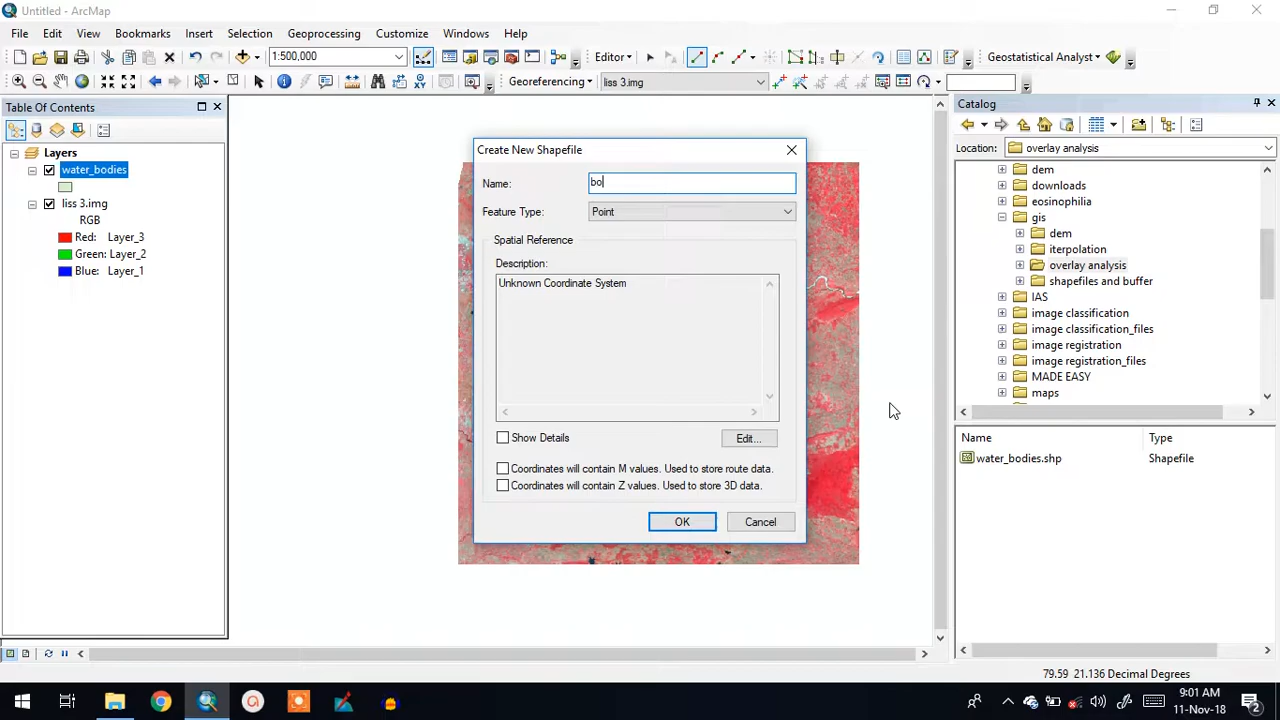 Untitled - ArcMap
File Edit View Bookmarks Insert Selection Geoprocessing Customize Windows Help
1:500,000
Editor
Geostatistical Analyst
Georeferencing
liss 3.img
Table Of Contents
Layers
water_bodies
liss 3.img
RGB
Red: Layer_3
Green: Layer_2
Blue: Layer_1
Create New Shapefile
Name:
bo
Feature Type:
Point
Spatial Reference
Description:
Unknown Coordinate System
Show Details
Edit...
Coordinates will contain M values. Used to store route data.
Coordinates will contain Z values. Used to store 3D data.
OK
Cancel
Catalog
Location:
overlay analysis
dem
downloads
eosinophilia
gis
dem
iterpolation
overlay analysis
shapefiles and buffer
IAS
image classification
image classification_files
image registration
image registration_files
MADE EASY
maps
Name Type
water_bodies.shp Shapefile
79.59 21.136 Decimal Degrees
9:01 AM
11-Nov-18
2